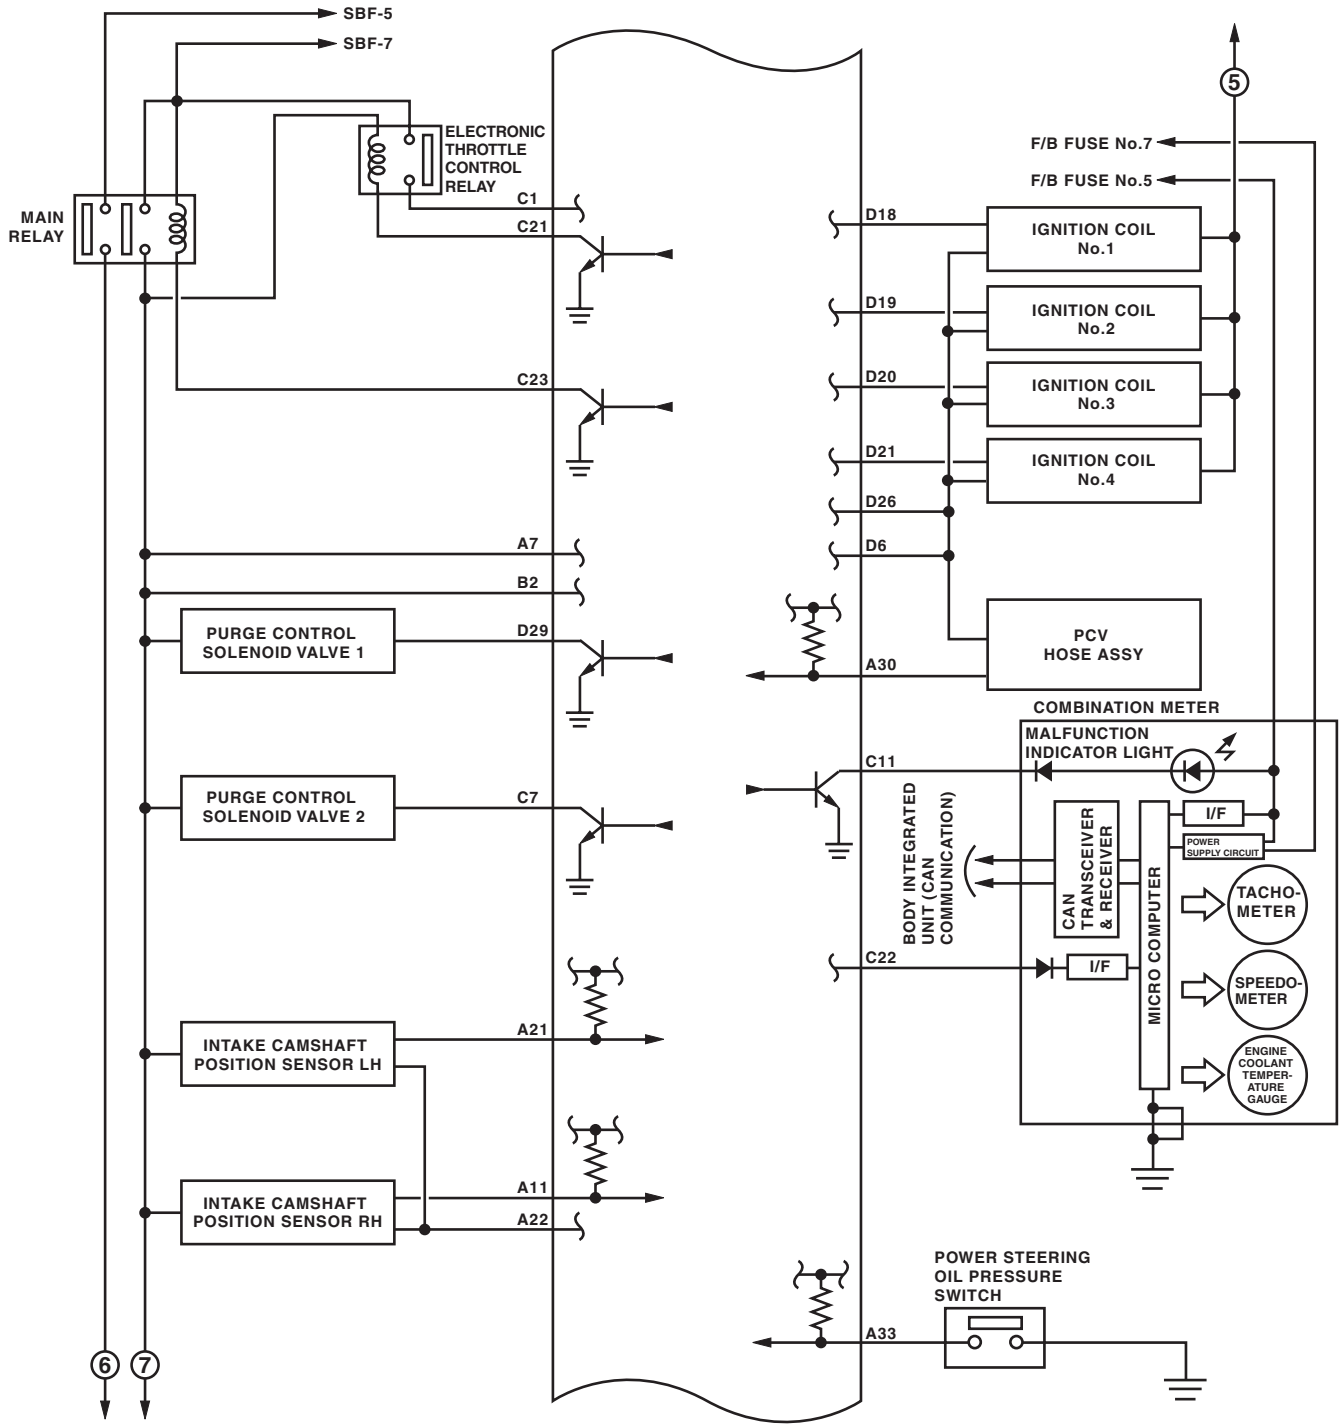 SBF-5
SBF-7
5
F/B FUSE No.7
F/B FUSE No.5
ELECTRONIC
THROTTLE
CONTROL
RELAY
MAIN
RELAY
C1
C21
C23
A7
B2
PURGE CONTROL
SOLENOID VALVE 1
D29
PURGE CONTROL
SOLENOID VALVE 2
C7
INTAKE CAMSHAFT
POSITION SENSOR LH
A21
INTAKE CAMSHAFT
POSITION SENSOR RH
A11
A22
6
7
D18
IGNITION COIL
No.1
D19
IGNITION COIL
No.2
D20
IGNITION COIL
No.3
D21
IGNITION COIL
No.4
D26
D6
PCV
HOSE ASSY
A30
COMBINATION METER
MALFUNCTION
INDICATOR LIGHT
C11
BODY INTEGRATED
UNIT (CAN
COMMUNICATION)
CAN
TRANSCEIVER
& RECEIVER
MICRO COMPUTER
I/F
POWER
SUPPLY CIRCUIT
TACHO-
METER
C22
I/F
SPEEDO-
METER
ENGINE
COOLANT
TEMPER-
ATURE
GAUGE
POWER STEERING
OIL PRESSURE
SWITCH
A33